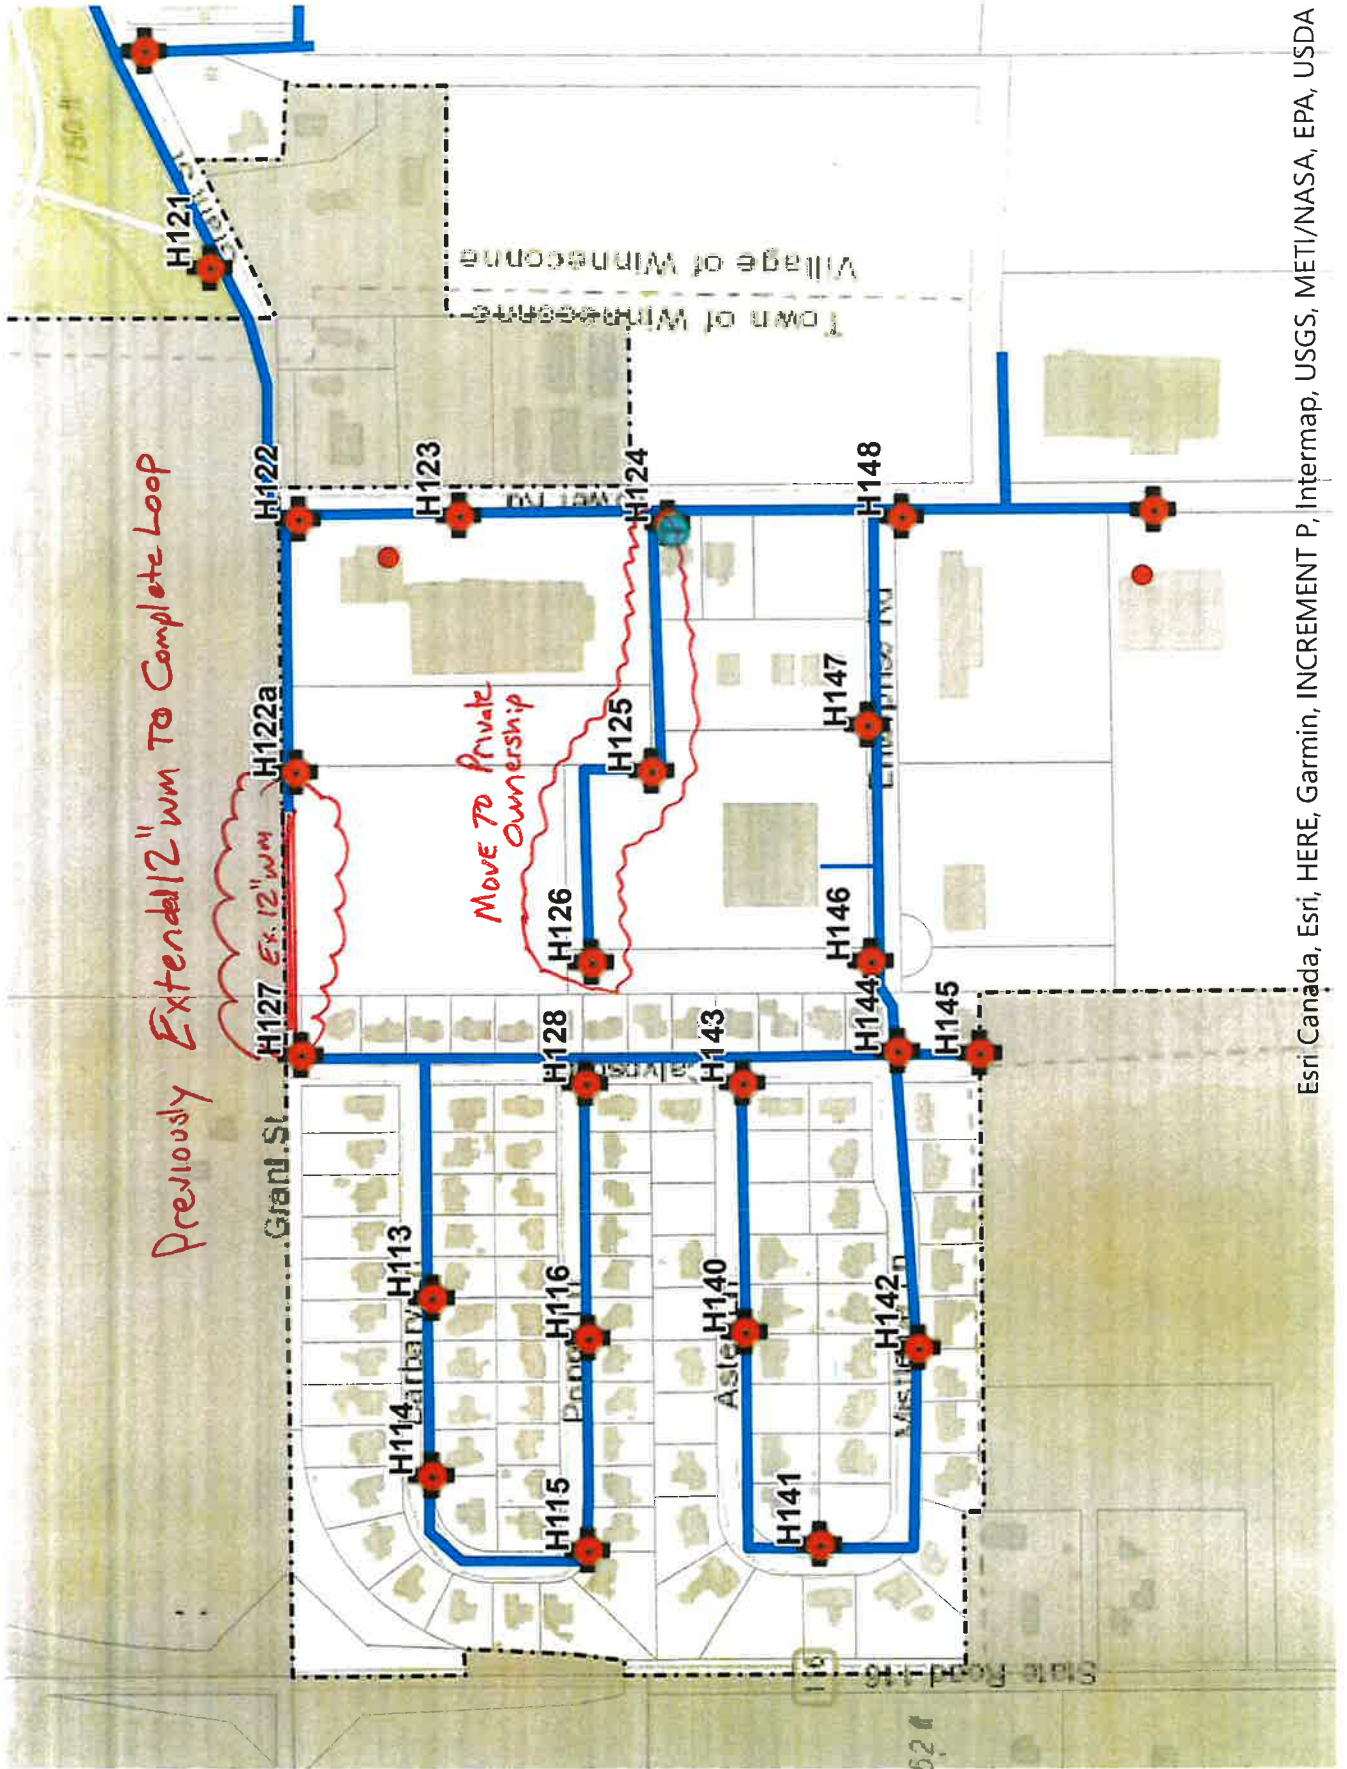 Previously Extended 12" WM To Complete Loop
Ex. 12" WM
Move To Private
Ownership
Grant St
H121
H122
H122a
H127
H123
H124
H125
H126
H128
H148
H147
H146
H144
H145
H143
H113
H114
H116
H115
H140
H142
H141
Village of Winneconne
Town of Winneconne
State Road 116
Esri Canada, Esri, HERE, Garmin, INCREMENT P, Intermap, USGS, METI/NASA, EPA, USDA